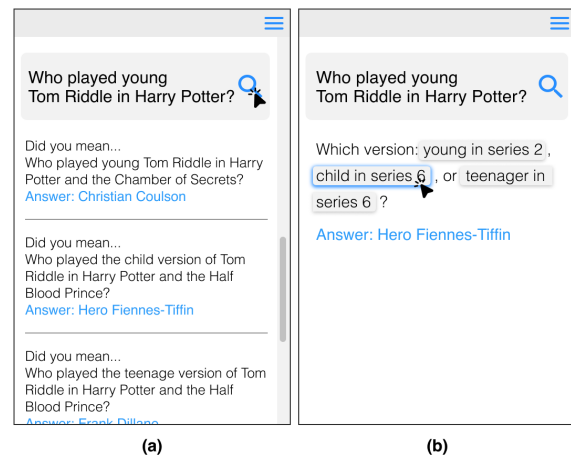 Who played young
Tom Riddle in Harry Potter?
Did you mean...
Who played young Tom Riddle in Harry
Potter and the Chamber of Secrets?
Answer: Christian Coulson
Did you mean...
Who played the child version of Tom
Riddle in Harry Potter and the Half
Blood Prince?
Answer: Hero Fiennes-Tiffin
Did you mean...
Who played the teenage version of Tom
Riddle in Harry Potter and the Half
Blood Prince?
Answer: Frank Dillane
(a)
Who played young
Tom Riddle in Harry Potter?
Which version: young in series 2 ,
child in series 6 , or teenager in
series 6 ?
Answer: Hero Fiennes-Tiffin
(b)